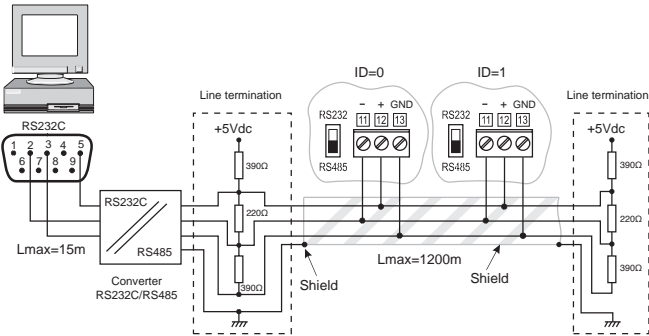 ID=0
ID=1
Line termination
+5Vdc
390Ω
220Ω
390Ω
RS232
RS485
− + GND
11 12 13
RS232
RS485
− + GND
11 12 13
Line termination
+5Vdc
390Ω
220Ω
390Ω
RS232C
1 2 3 4 5
6 7 8 9
Lmax=15m
RS232C
RS485
Converter
RS232C/RS485
Shield
Lmax=1200m
Shield